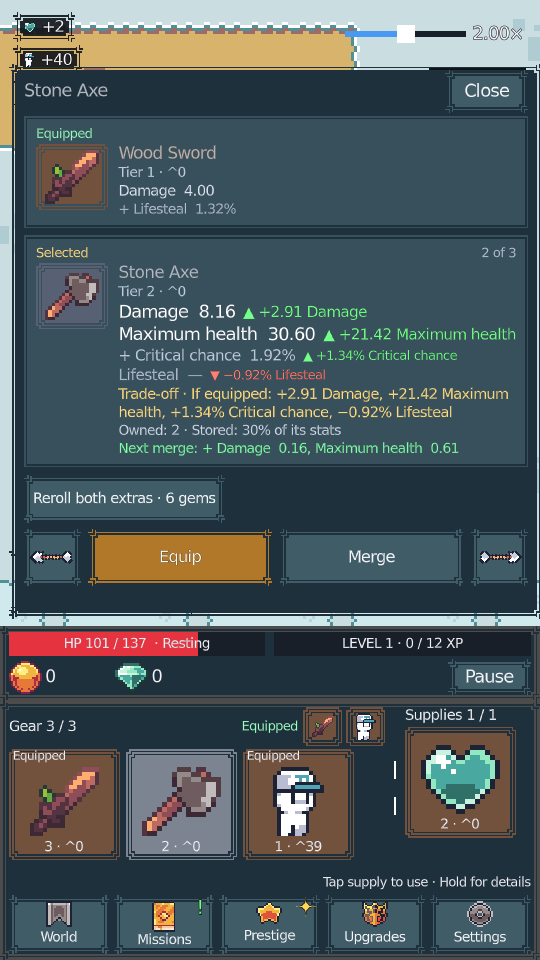 +2
2.00×
+40
Stone Axe
Close
Equipped
Wood Sword
Tier 1 · ^0
Damage 4.00
+ Lifesteal 1.32%
Selected
2 of 3
Stone Axe
Tier 2 · ^0
Damage 8.16 ▲ +2.91 Damage
Maximum health 30.60 ▲ +21.42 Maximum health
+ Critical chance 1.92% ▲ +1.34% Critical chance
Lifesteal — ▼ −0.92% Lifesteal
Trade-off · If equipped: +2.91 Damage, +21.42 Maximum
health, +1.34% Critical chance, −0.92% Lifesteal
Owned: 2 · Stored: 30% of its stats
Next merge: + Damage 0.16, Maximum health 0.61
Reroll both extras · 6 gems
Equip
Merge
HP 101 / 137 · Resting
LEVEL 1 · 0 / 12 XP
0
0
Pause
Gear 3 / 3
Equipped
Supplies 1 / 1
Equipped
3 · ^0
2 · ^0
Equipped
1 · ^39
2 · ^0
Tap supply to use · Hold for details
World
Missions
!
Prestige
Upgrades
Settings